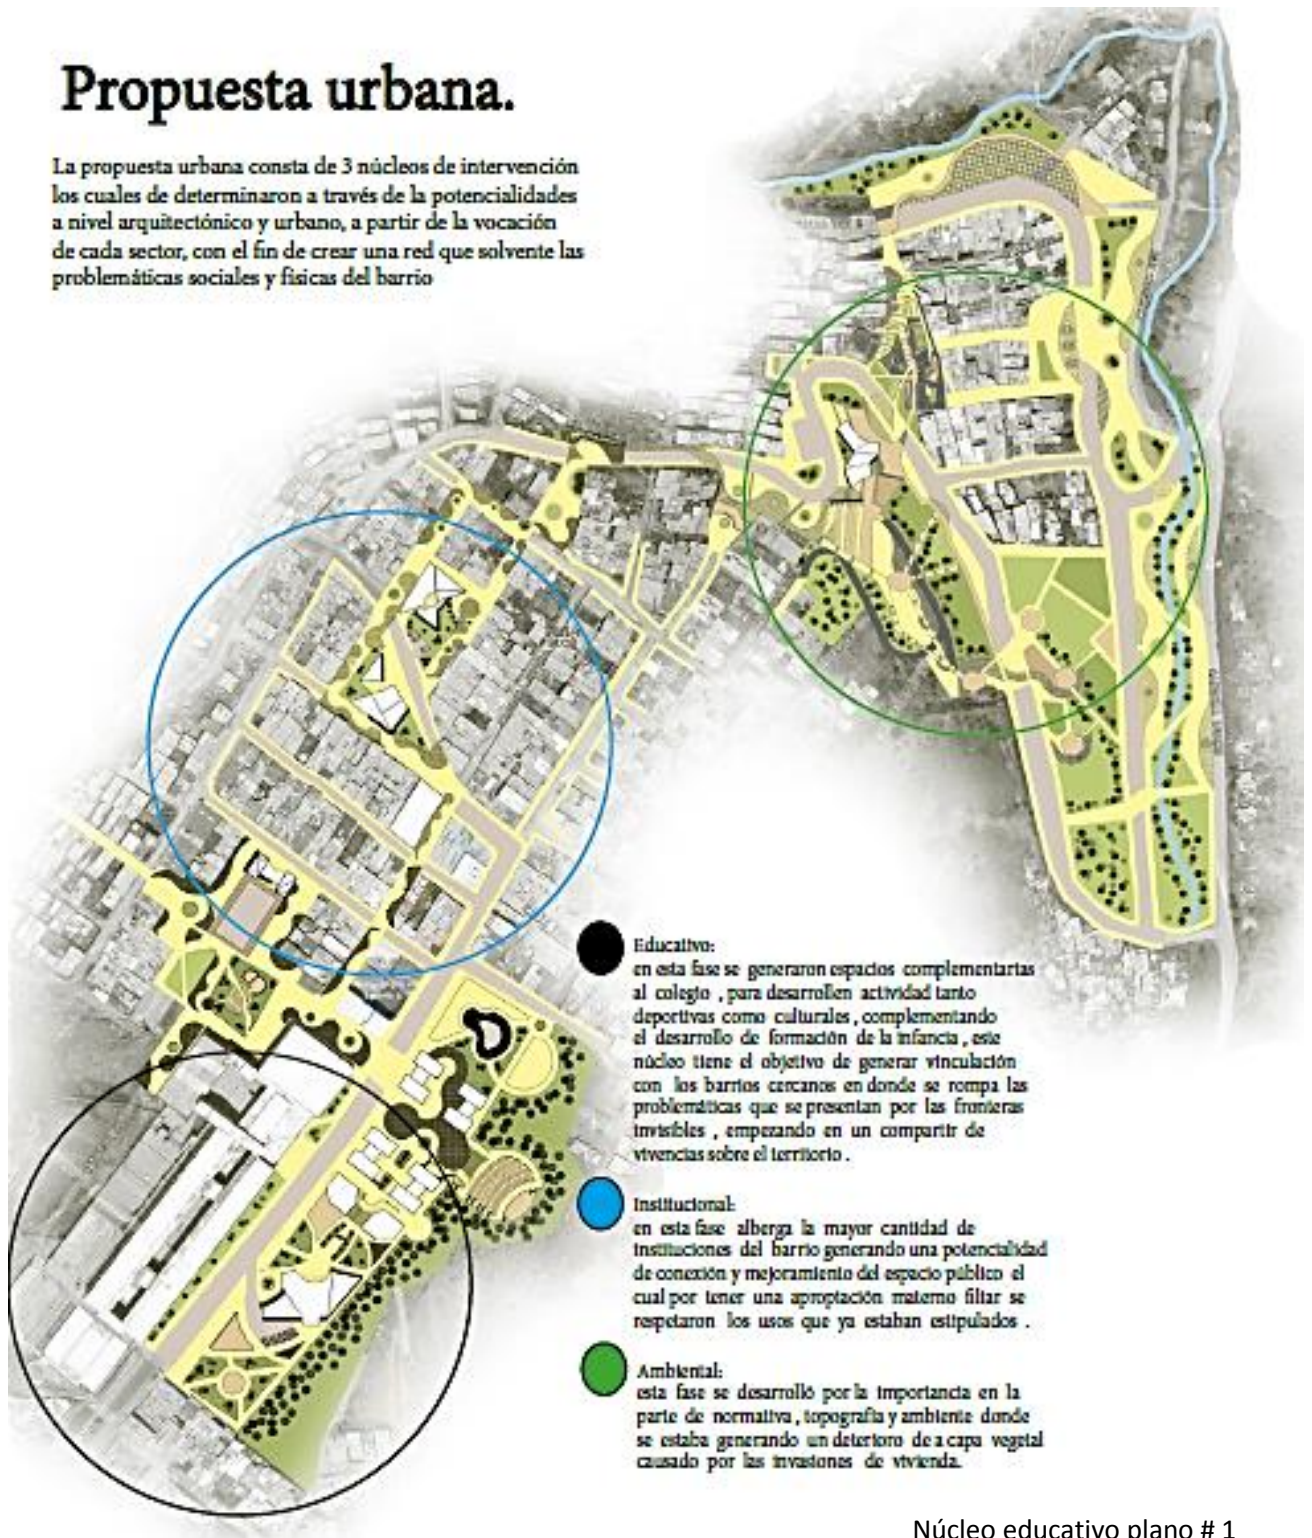 Propuesta urbana.
La propuesta urbana consta de 3 núcleos de intervención
los cuales de determinaron a través de la potencialidades
a nivel arquitectónico y urbano, a partir de la vocación
de cada sector, con el fin de crear una red que solvente las
problemáticas sociales y físicas del barrio
Educativo:
en esta fase se generaron espacios complementarias
al colegio , para desarrollen actividad tanto
deportivas como culturales , complementando
el desarrollo de formación de la infancia , este
núcleo tiene el objetivo de generar vinculación
con los barrios cercanos en donde se rompa las
problemáticas que se presentan por las fronteras
invisibles , empezando en un compartir de
vivencias sobre el territorio .
Institucional:
en esta fase alberga la mayor cantidad de
instituciones del barrio generando una potencialidad
de conexión y mejoramiento del espacio público el
cual por tener una apropiación materno filiar se
respetaron los usos que ya estaban estipulados .
Ambiental:
esta fase se desarrolló por la importancia en la
parte de normativa , topografía y ambiente donde
se estaba generando un deterioro de a capa vegetal
causado por las invasiones de vivienda.
Núcleo educativo plano # 1